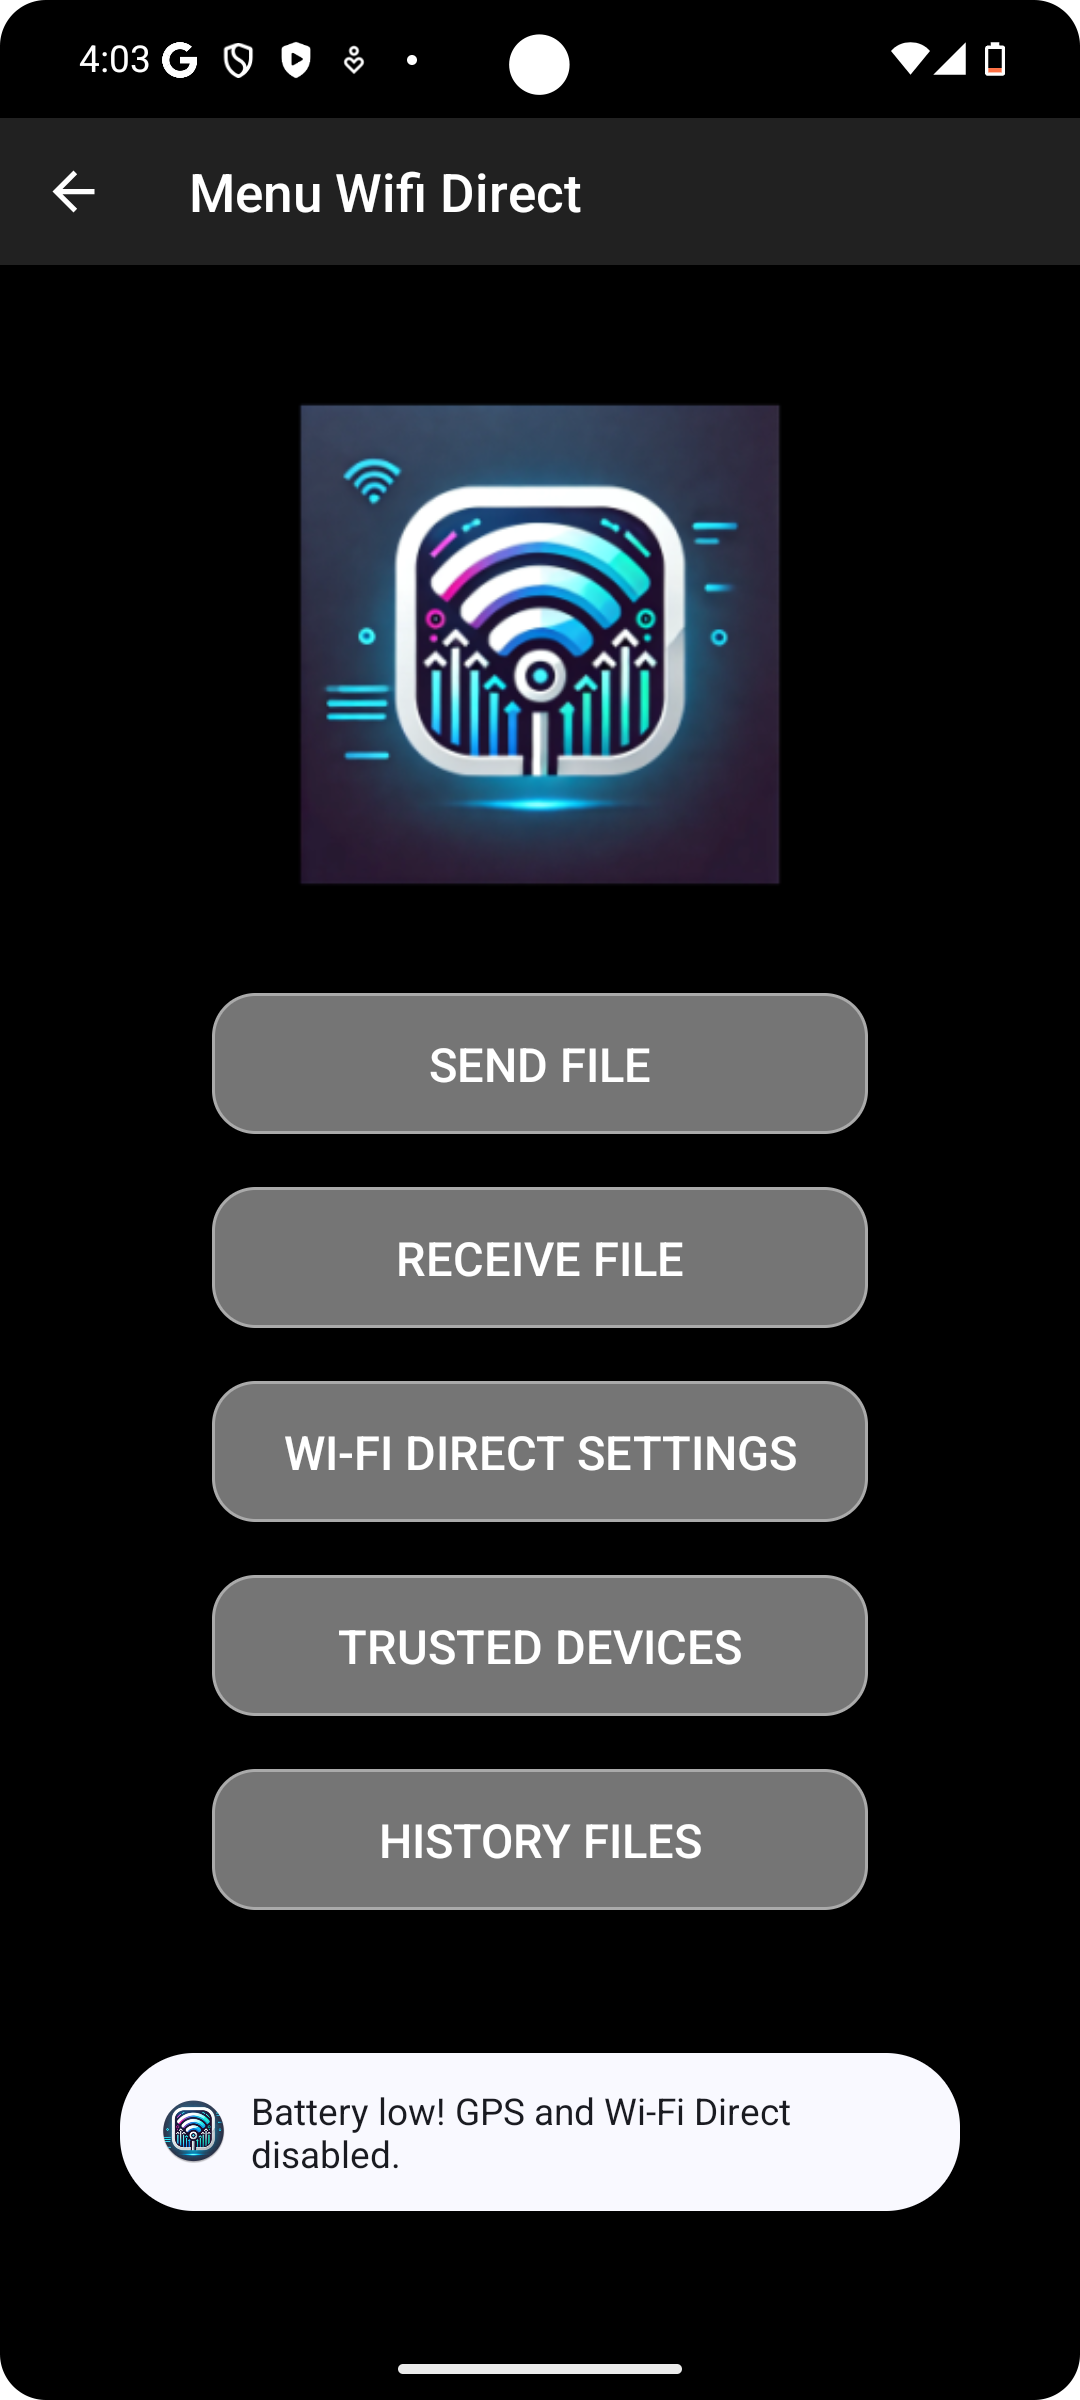 4:03
Menu Wifi Direct
SEND FILE
RECEIVE FILE
WI-FI DIRECT SETTINGS
TRUSTED DEVICES
HISTORY FILES
Battery low! GPS and Wi-Fi Direct
disabled.